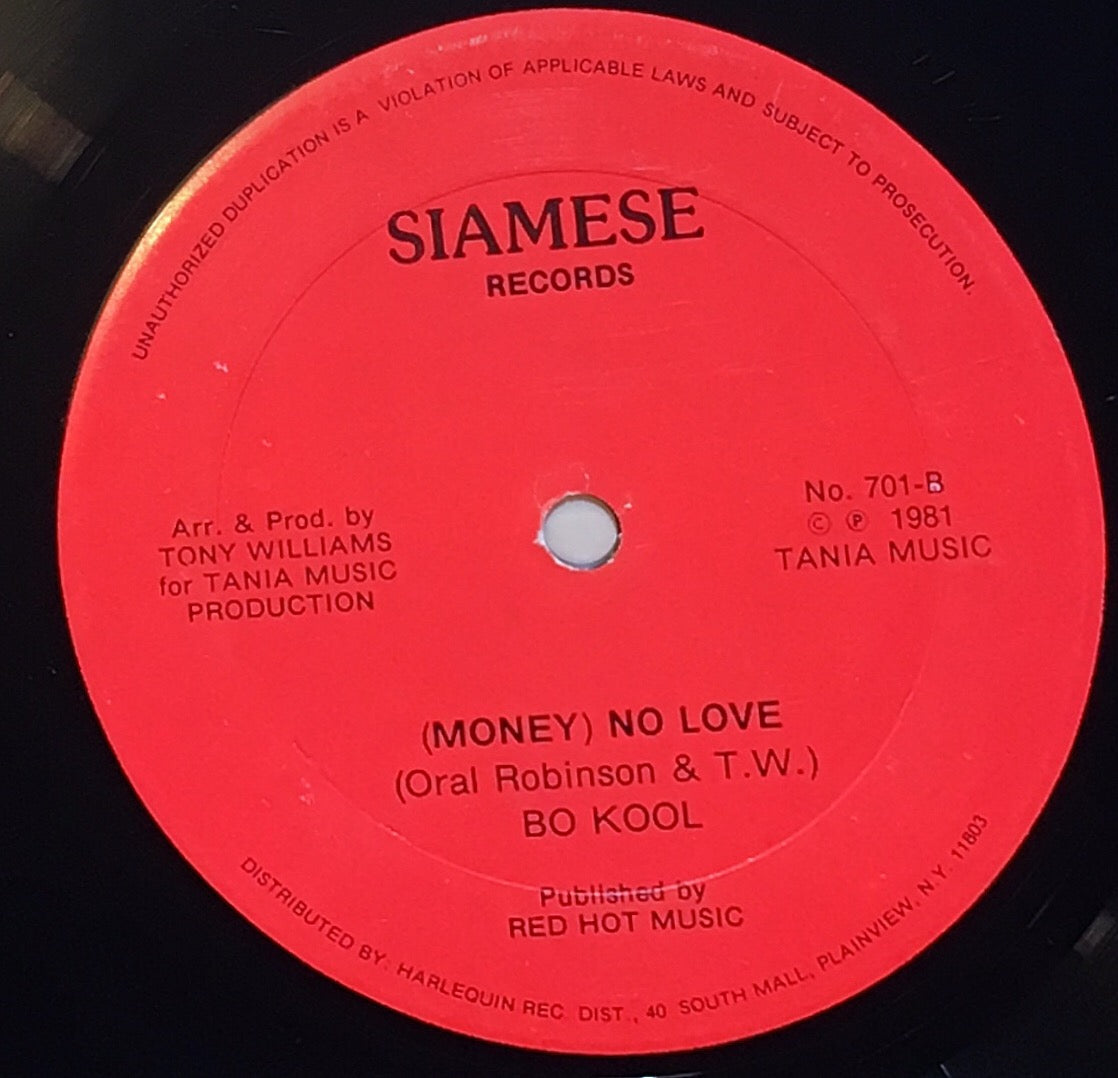 UNAUTHORIZED DUPLICATION IS A VIOLATION OF APPLICABLE LAWS AND SUBJECT TO PROSECUTION.
SIAMESE
RECORDS
Arr. & Prod. by
TONY WILLIAMS
for TANIA MUSIC
PRODUCTION
No. 701-B
© ℗ 1981
TANIA MUSIC
(MONEY) NO LOVE
(Oral Robinson & T.W.)
BO KOOL
Published by
RED HOT MUSIC
DISTRIBUTED BY: HARLEQUIN REC. DIST., 40 SOUTH MALL, PLAINVIEW, N.Y. 11803